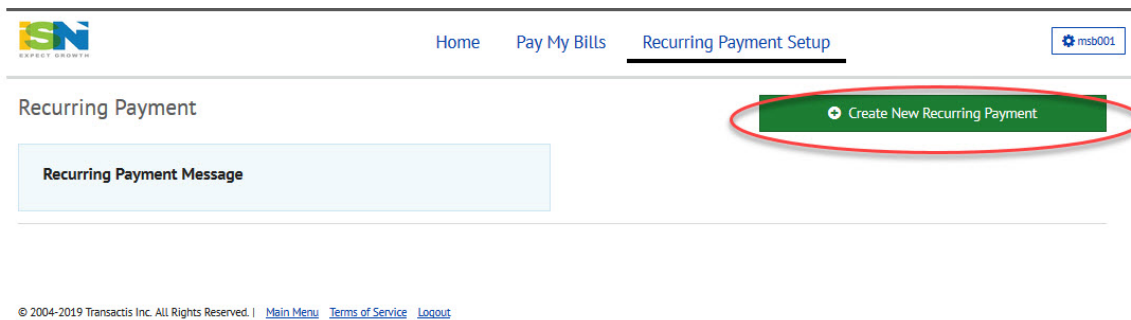 iSN
EXPECT GROWTH
Home Pay My Bills Recurring Payment Setup
msb001
Recurring Payment
Create New Recurring Payment
Recurring Payment Message
© 2004-2019 Transactis Inc. All Rights Reserved. | Main Menu Terms of Service Logout